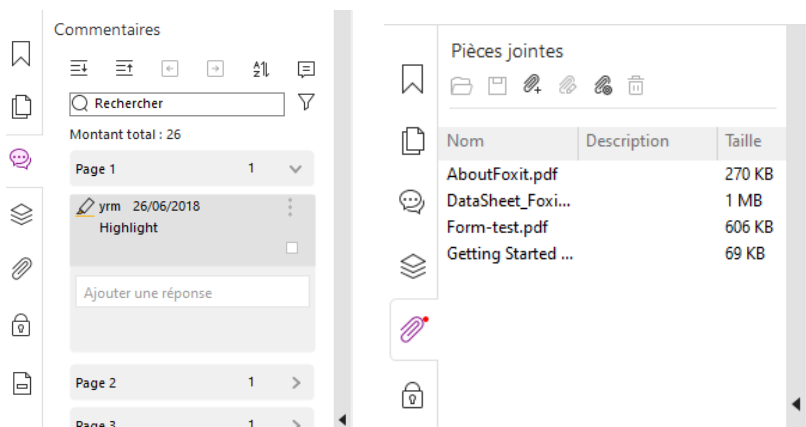 Commentaires
Rechercher
Montant total : 26
Page 1 1
yrm 26/06/2018
Highlight
Ajouter une réponse
Page 2 1
Page 3 1
Pièces jointes
Nom Description Taille
AboutFoxit.pdf 270 KB
DataSheet_Foxi... 1 MB
Form-test.pdf 606 KB
Getting Started ... 69 KB